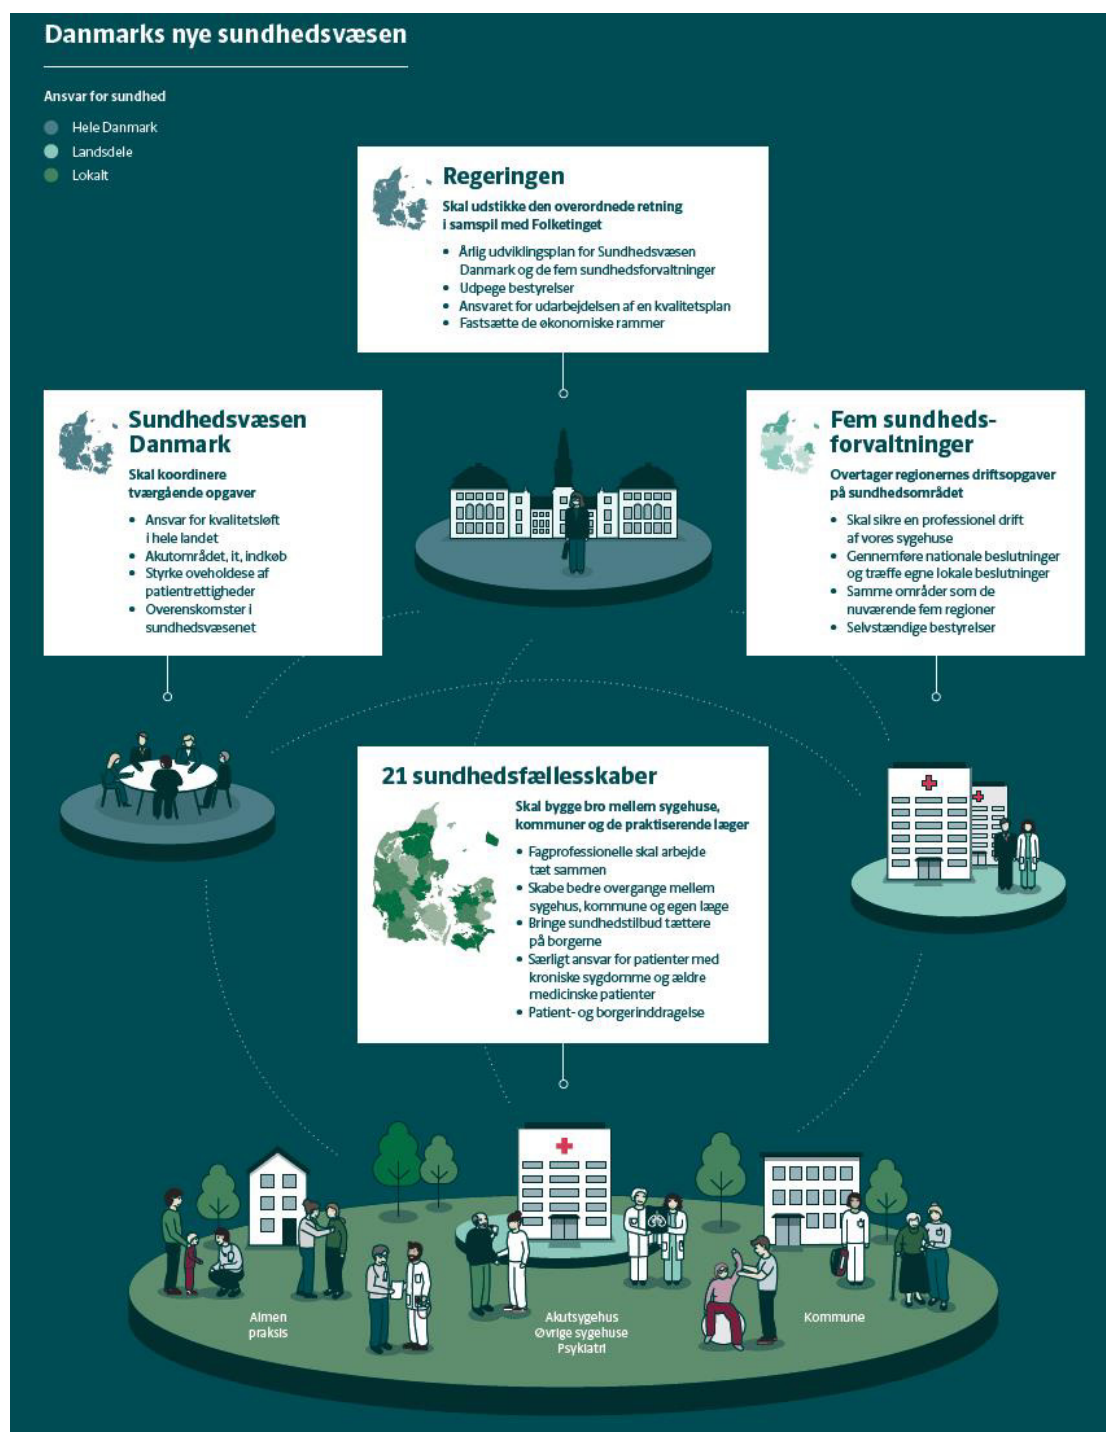 Danmarks nye sundhedsvæsen
Ansvar for sundhed
Hele Danmark
Landsdele
Lokalt
Regeringen
Skal udstikke den overordnede retning
i samspil med Folketinget
• Årlig udviklingsplan for Sundhedsvæsen
Danmark og de fem sundhedsforvaltninger
• Udpege bestyrelser
• Ansvaret for udarbejdelsen af en kvalitetsplan
• Fastsætte de økonomiske rammer
Sundhedsvæsen
Danmark
Skal koordinere
tværgående opgaver
• Ansvar for kvalitetsløft
i hele landet
• Akutområdet, it, indkøb
• Styrke oveholdese af
patientrettigheder
• Overenskomster i
sundhedsvæsenet
Fem sundheds-
forvaltninger
Overtager regionernes driftsopgaver
på sundhedsområdet
• Skal sikre en professionel drift
af vores sygehuse
• Gennemføre nationale beslutninger
og træffe egne lokale beslutninger
• Samme områder som de
nuværende fem regioner
• Selvstændige bestyrelser
21 sundhedsfællesskaber
Skal bygge bro mellem sygehuse,
kommuner og de praktiserende læger
• Fagprofessionelle skal arbejde
tæt sammen
• Skabe bedre overgange mellem
sygehus, kommune og egen læge
• Bringe sundhedstilbud tættere
på borgerne
• Særligt ansvar for patienter med
kroniske sygdomme og ældre
medicinske patienter
• Patient- og borgerinddragelse
Almen
praksis
Akutsygehus
Øvrige sygehuse
Psykiatri
Kommune